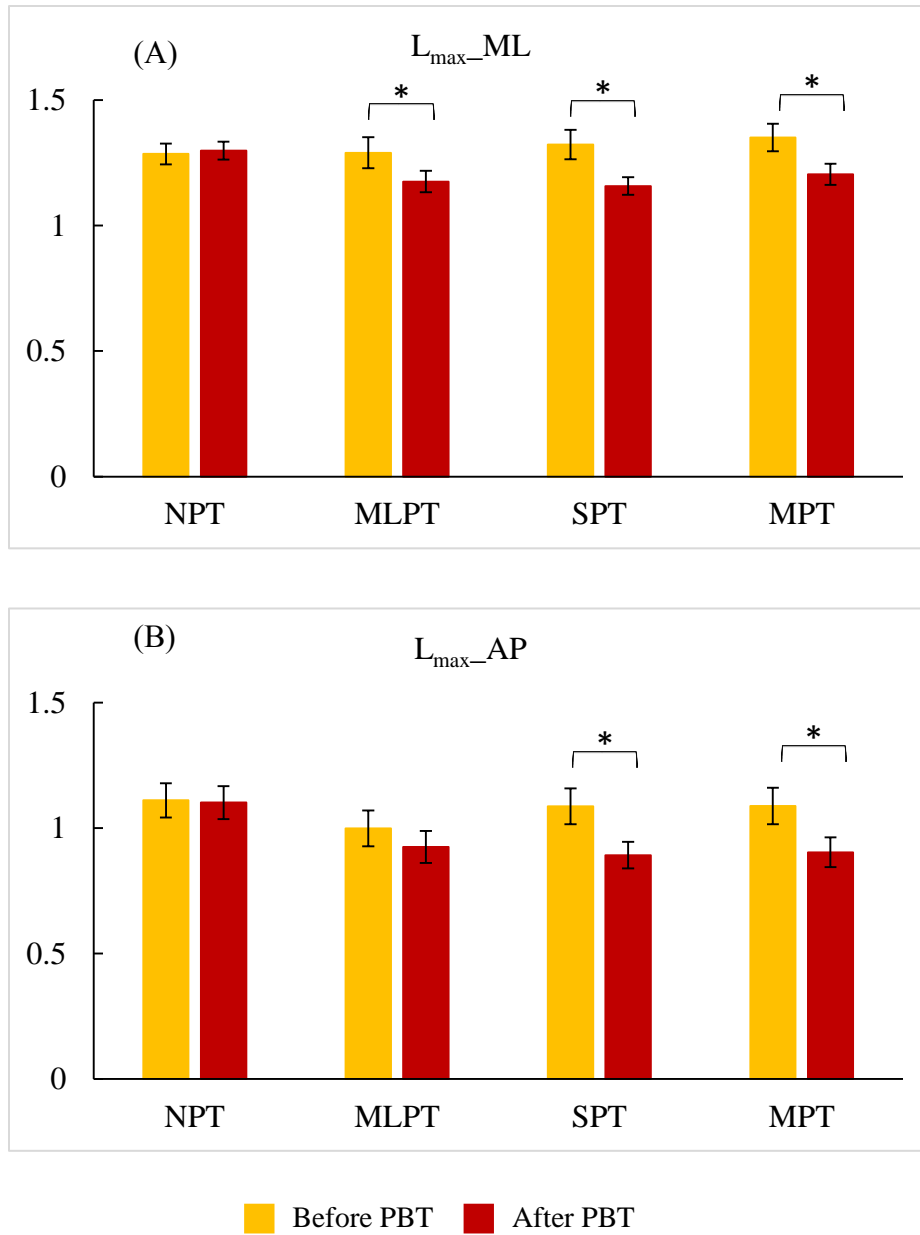 (A)
Lmax_ML
* * *
1.5
1
0.5
0
NPT MLPT SPT MPT
(B)
Lmax_AP
1.5
* *
1
0.5
0
NPT MLPT SPT MPT
Before PBT After PBT